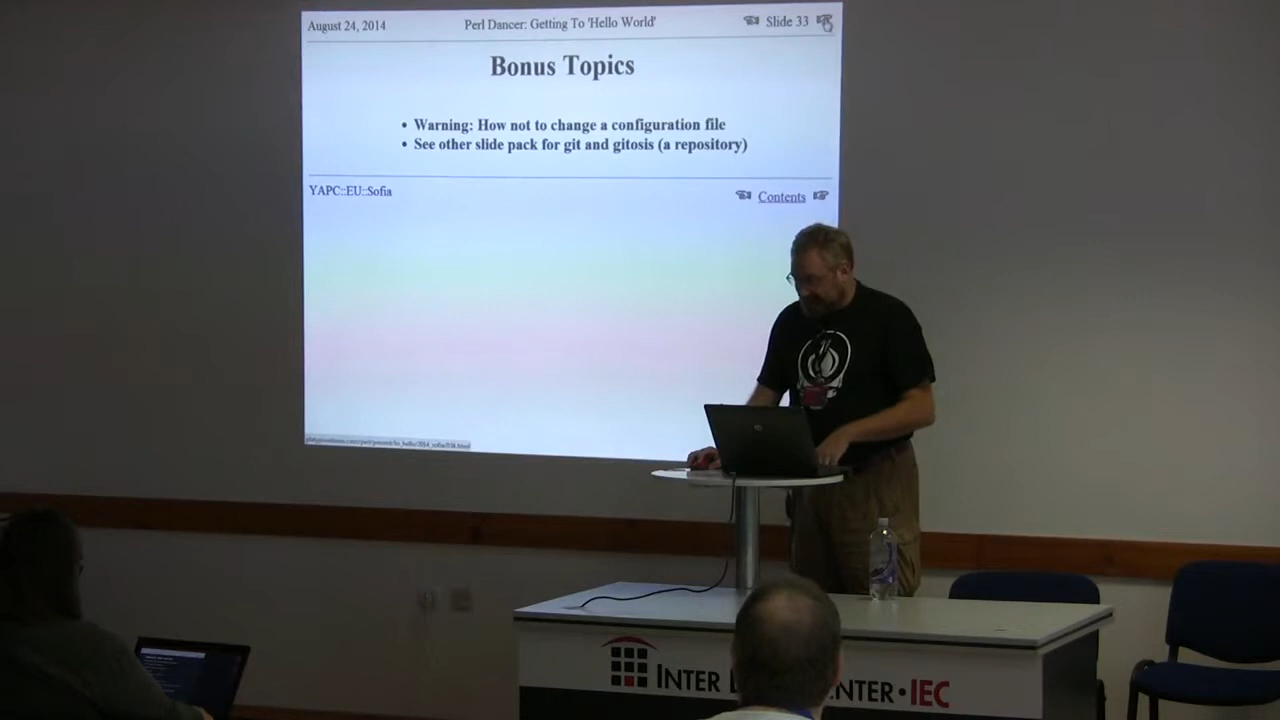 August 24, 2014 Perl Dancer: Getting To 'Hello World' Slide 33
Bonus Topics
• Warning: How not to change a configuration file
• See other slide pack for git and gitosis (a repository)
YAPC::EU::Sofia Contents
INTER ENTER • IEC